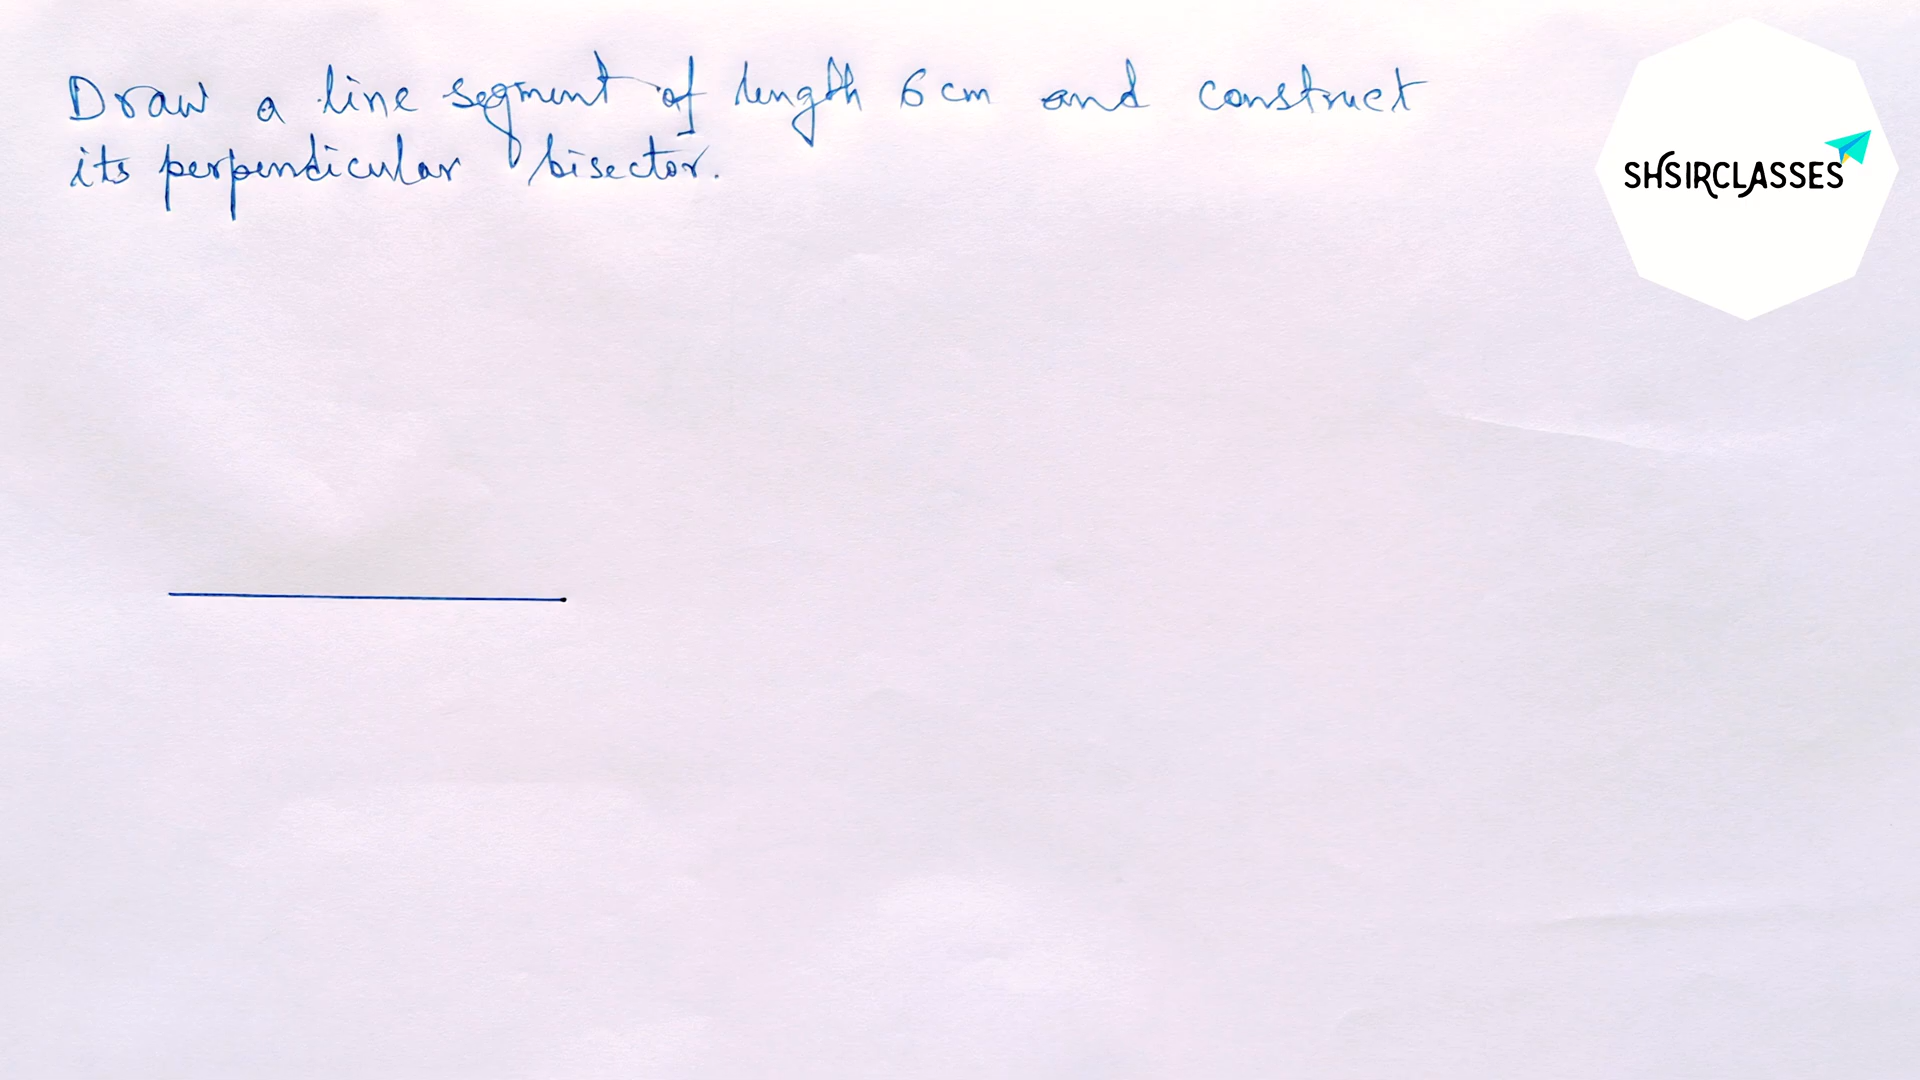 Draw a line segment of length 6 cm and construct
its perpendicular bisector.
SHSIRCLASSES